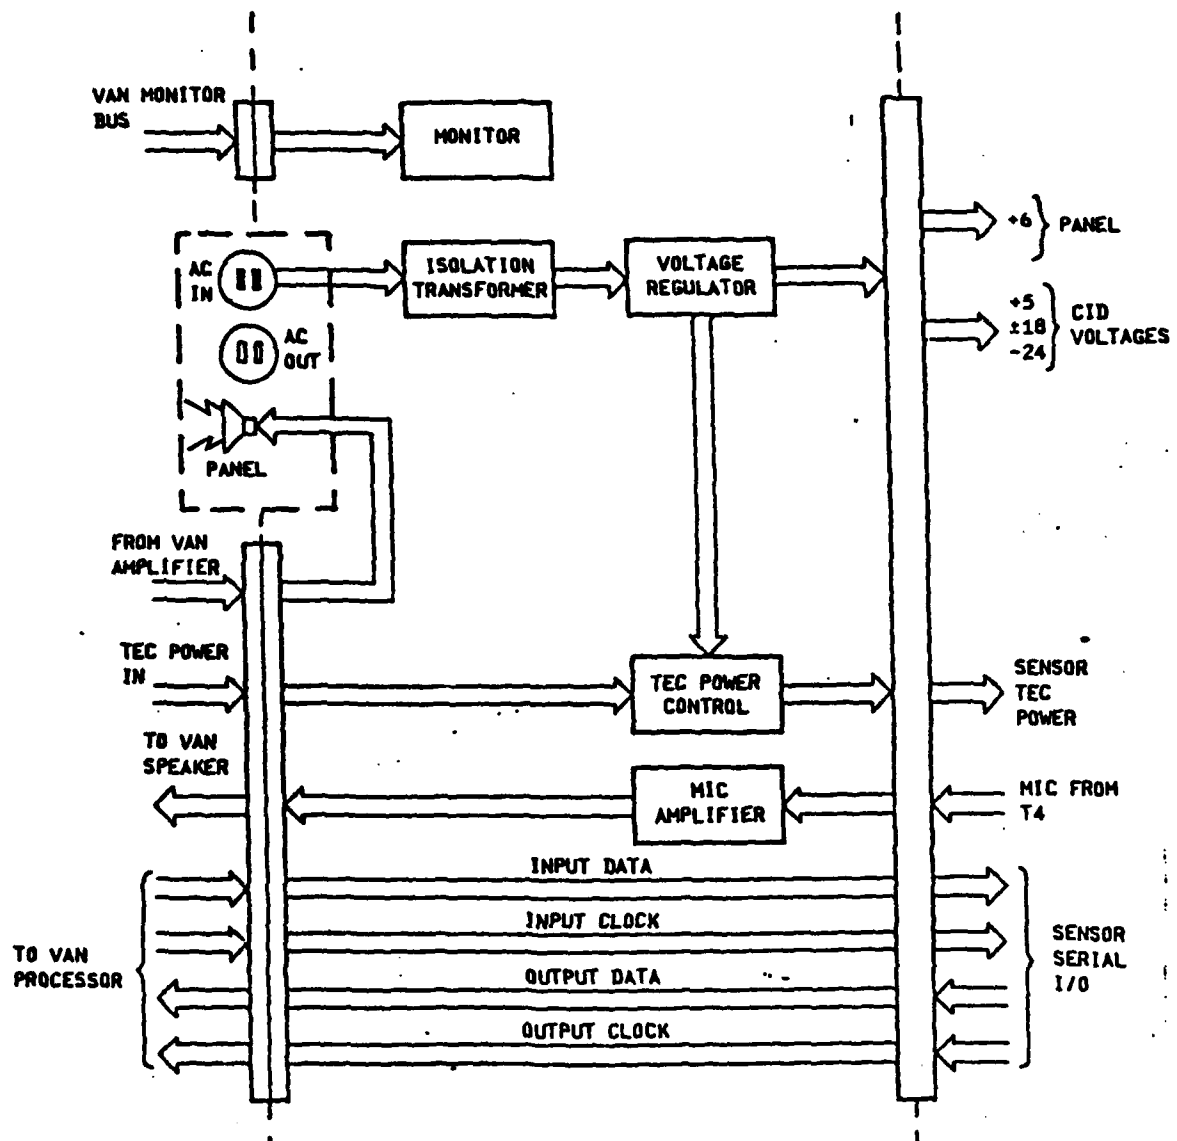 VAN MONITOR
BUS
MONITOR
+6
PANEL
AC
IN
ISOLATION
TRANSFORMER
VOLTAGE
REGULATOR
+5
±18
-24
CID
VOLTAGES
AC
OUT
PANEL
FROM VAN
AMPLIFIER
TEC POWER
IN
TEC POWER
CONTROL
SENSOR
TEC
POWER
TO VAN
SPEAKER
MIC
AMPLIFIER
MIC FROM
T4
INPUT DATA
INPUT CLOCK
OUTPUT DATA
OUTPUT CLOCK
TO VAN
PROCESSOR
SENSOR
SERIAL
I/O